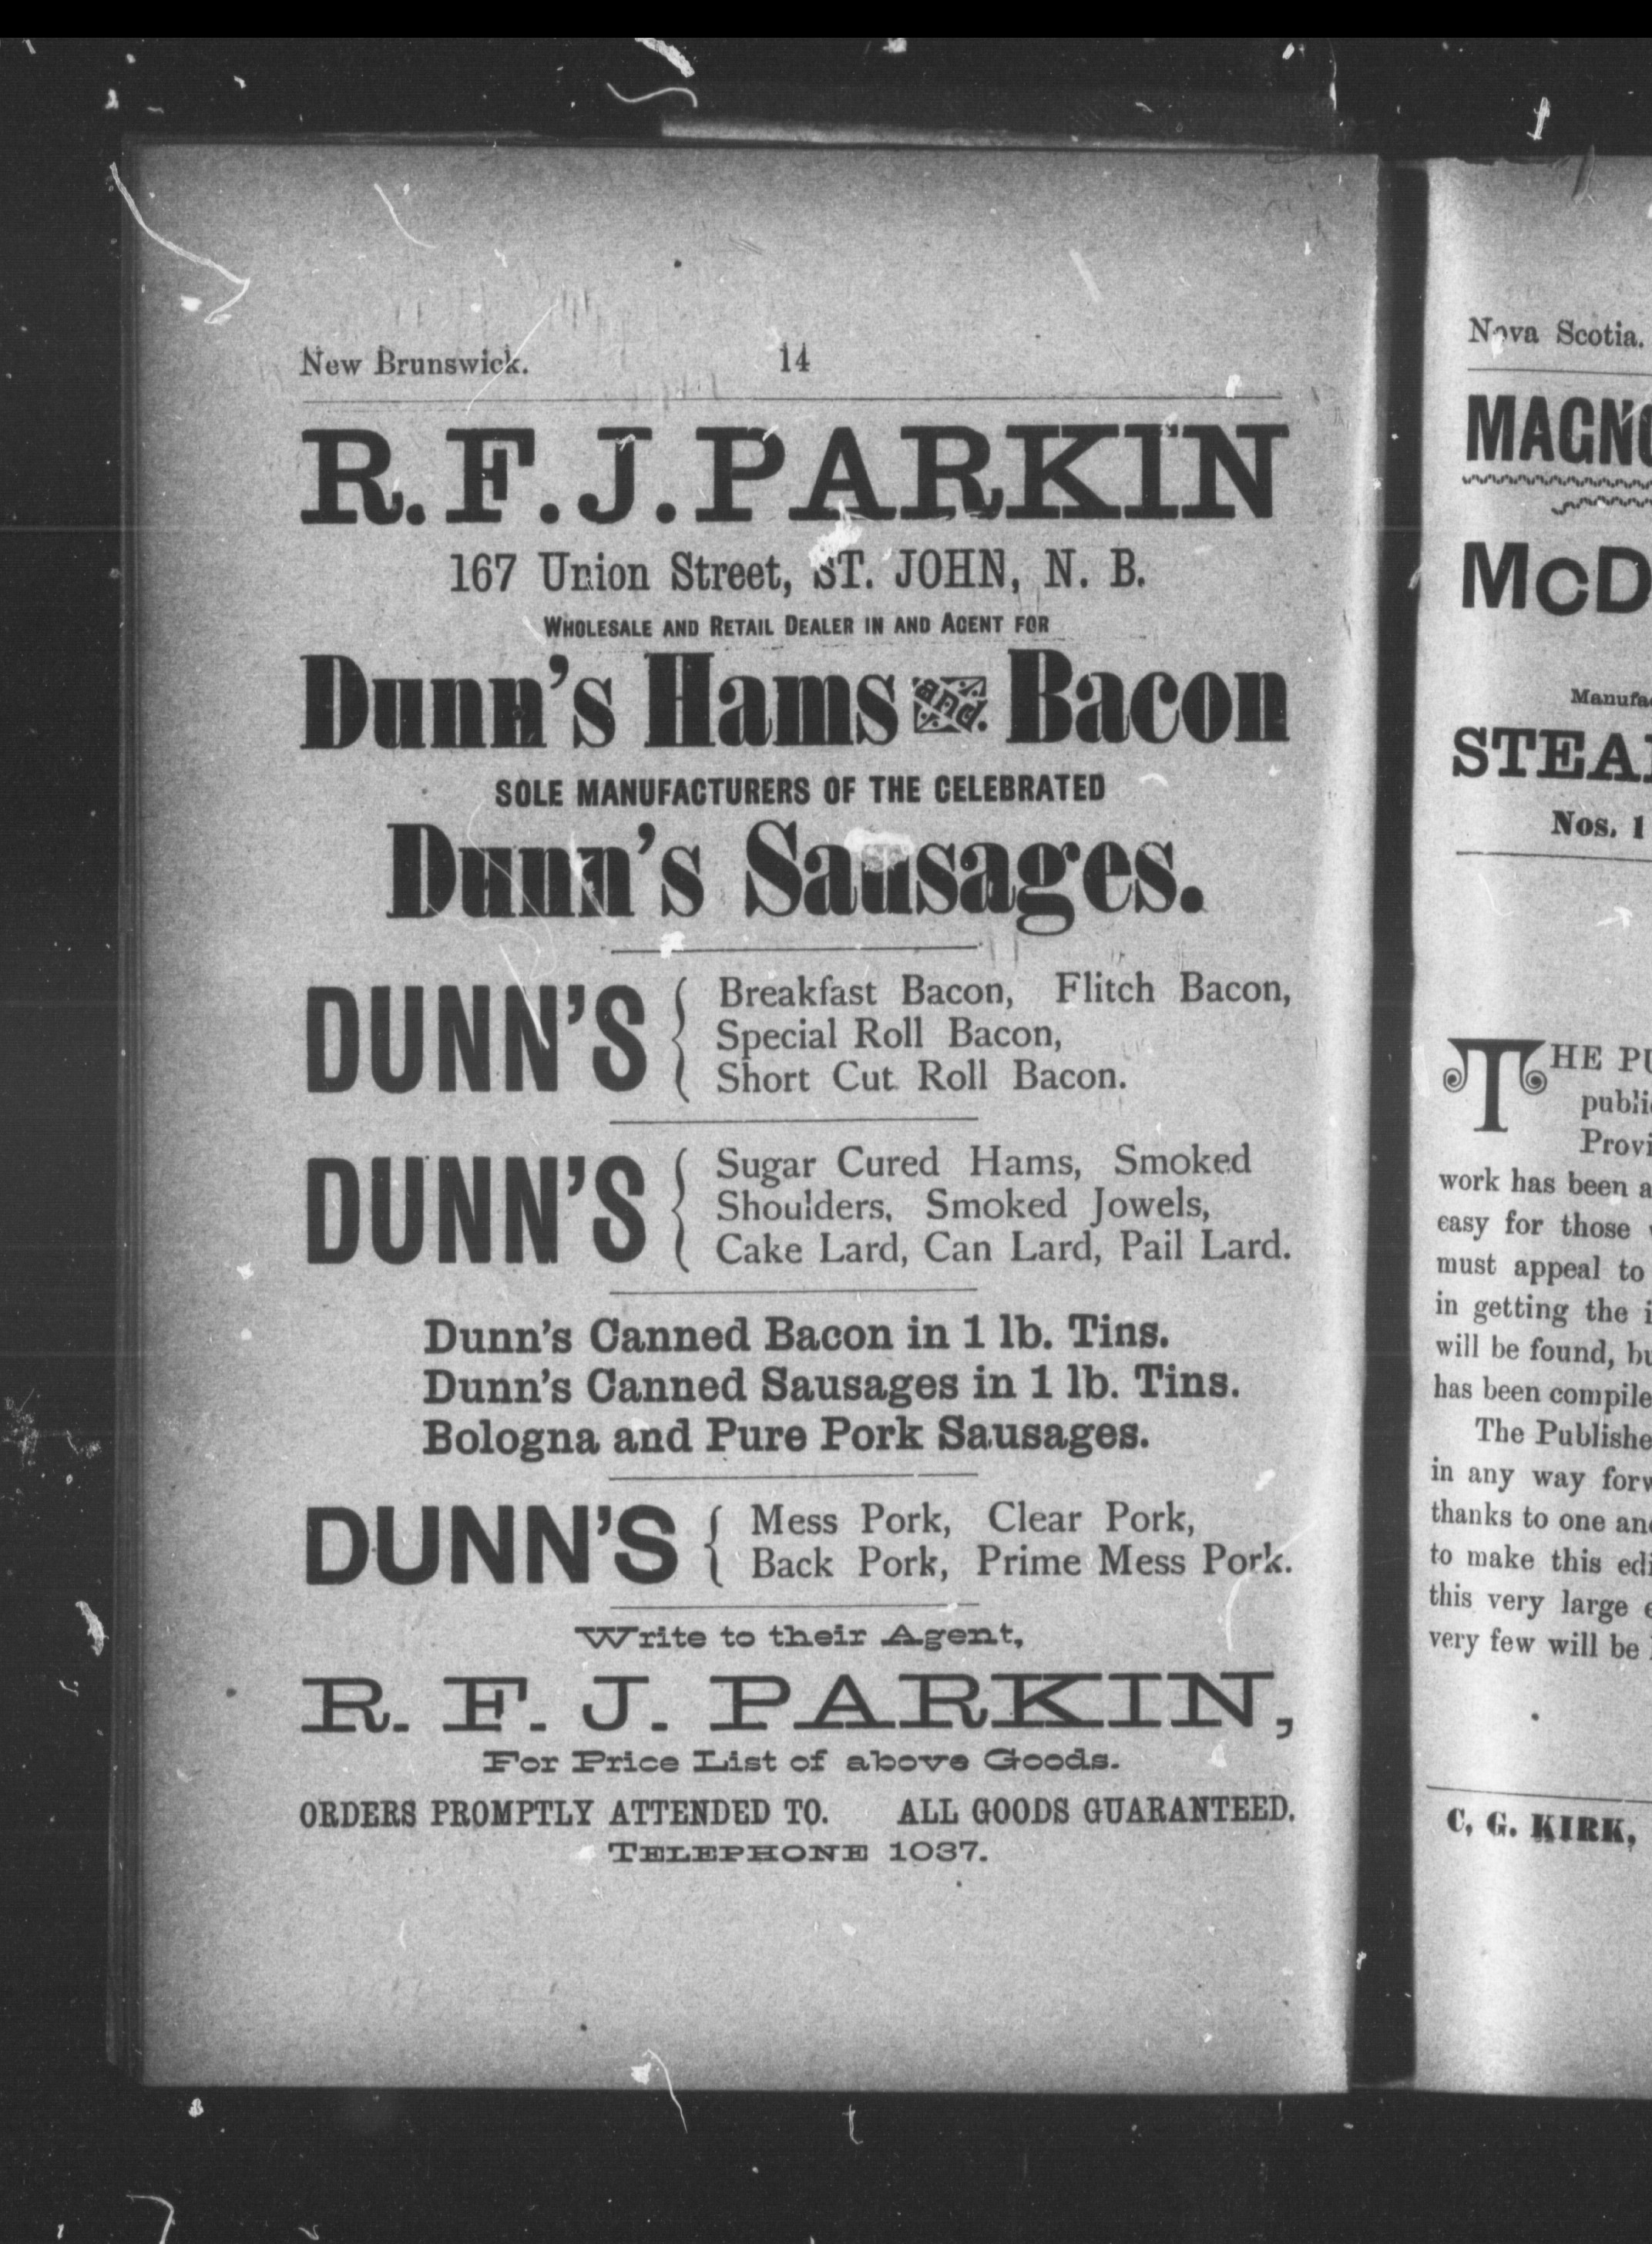 New Brunswick. 14
R. F. J. PARKIN
167 Union Street, ST. JOHN, N. B.
WHOLESALE AND RETAIL DEALER IN AND AGENT FOR
Dunn's Hams and Bacon
SOLE MANUFACTURERS OF THE CELEBRATED
Dunn's Sausages.
DUNN'S
Breakfast Bacon, Flitch Bacon,
Special Roll Bacon,
Short Cut Roll Bacon.
DUNN'S
Sugar Cured Hams, Smoked
Shoulders, Smoked Jowels,
Cake Lard, Can Lard, Pail Lard.
Dunn's Canned Bacon in 1 lb. Tins.
Dunn's Canned Sausages in 1 lb. Tins.
Bologna and Pure Pork Sausages.
DUNN'S
Mess Pork, Clear Pork,
Back Pork, Prime Mess Pork.
Write to their Agent,
R. F. J. PARKIN,
For Price List of above Goods.
ORDERS PROMPTLY ATTENDED TO. ALL GOODS GUARANTEED.
TELEPHONE 1037.
Nova Scotia.
Nos. 1
THE
work has been
easy for those
must appeal to
in getting the
will be found,
has been
The
in any way
thanks to one
to make this
this very large
very few will be
C. G. KIRK,